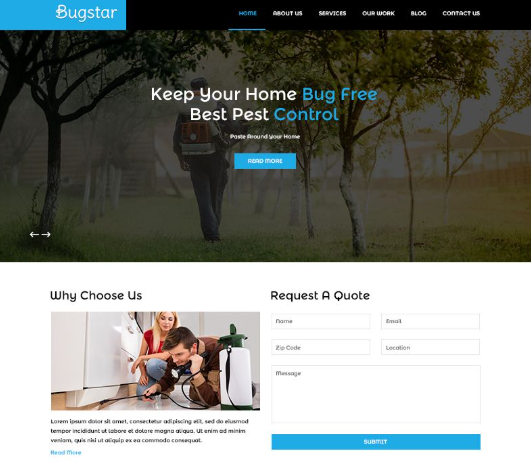 Bugstar
HOME ABOUT US SERVICES OUR WORK BLOG CONTACT US
Keep Your Home Bug Free
Best Pest Control
Paste Around Your Home
READ MORE
Why Choose Us
Request A Quote
Name Email
Zip Code Location
Message
Lorem ipsum dolor sit amet, consectetur adipiscing elit, sed do eiusmod
tempor incididunt ut labore et dolore magna aliqua. Ut enim ad minim
veniam, quis nisi ut aliquip ex ea commodo consequat.
Read More
SUBMIT